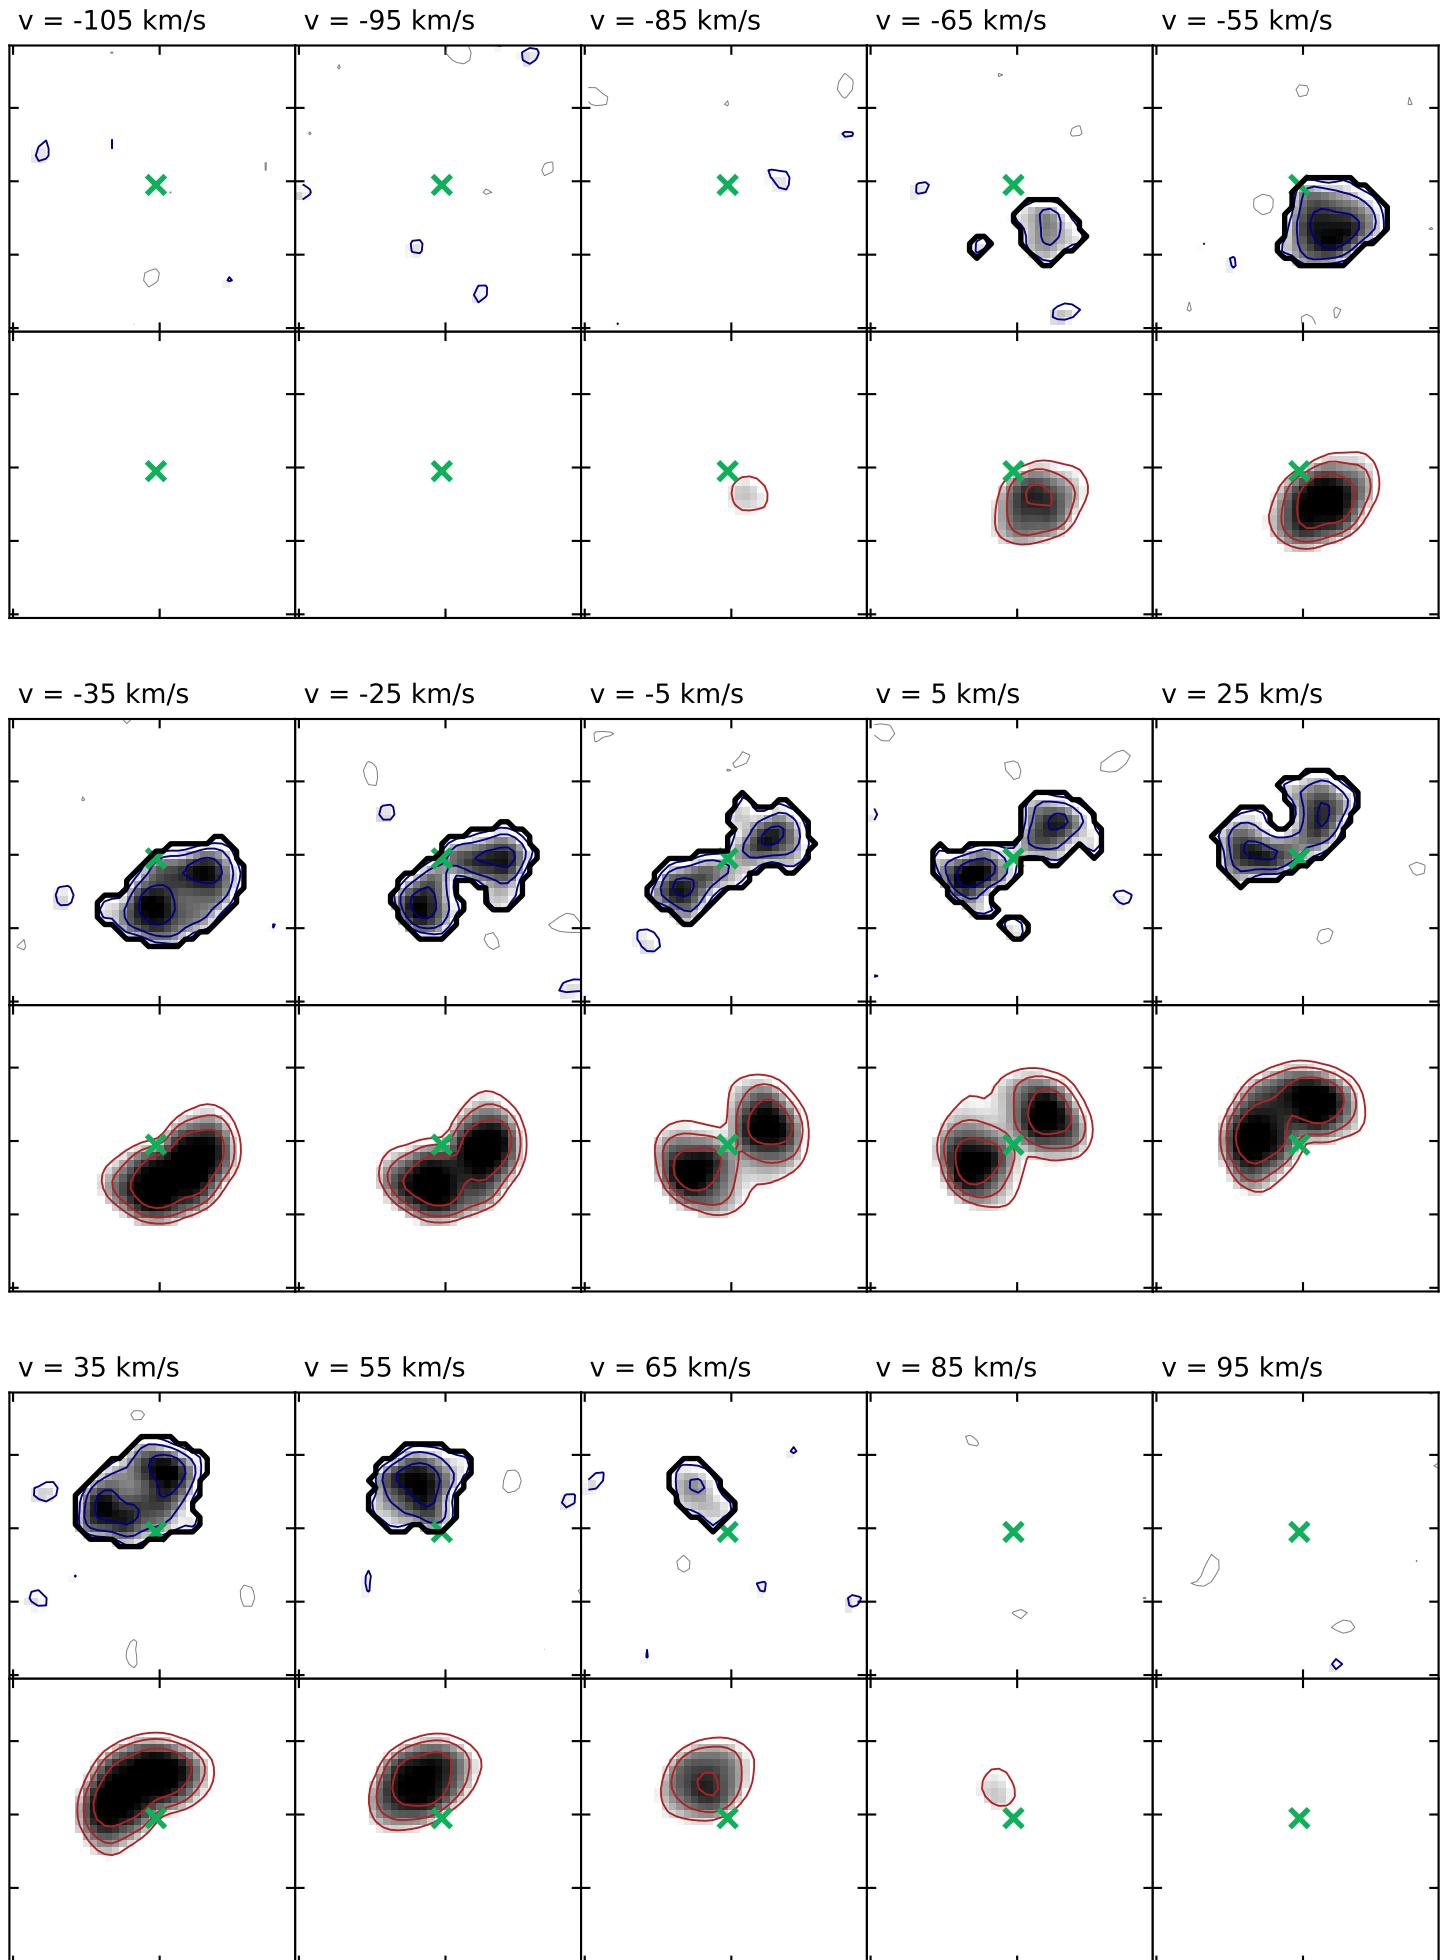 v = -105 km/s
v = -95 km/s
v = -85 km/s
v = -65 km/s
v = -55 km/s
v = -35 km/s
v = -25 km/s
v = -5 km/s
v = 5 km/s
v = 25 km/s
v = 35 km/s
v = 55 km/s
v = 65 km/s
v = 85 km/s
v = 95 km/s